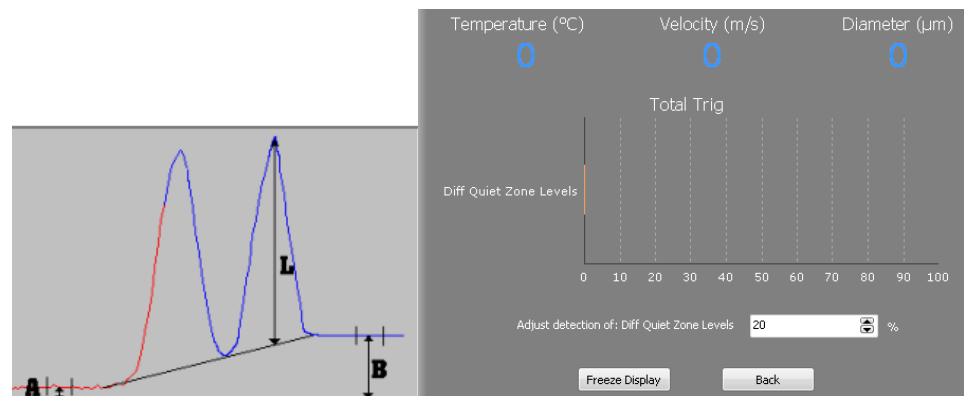 Temperature (ºC) Velocity (m/s) Diameter (µm)
0 0 0
Total Trig
Diff Quiet Zone Levels
0 10 20 30 40 50 60 70 80 90 100
Adjust detection of: Diff Quiet Zone Levels 20 %
Freeze Display Back
L
A
B